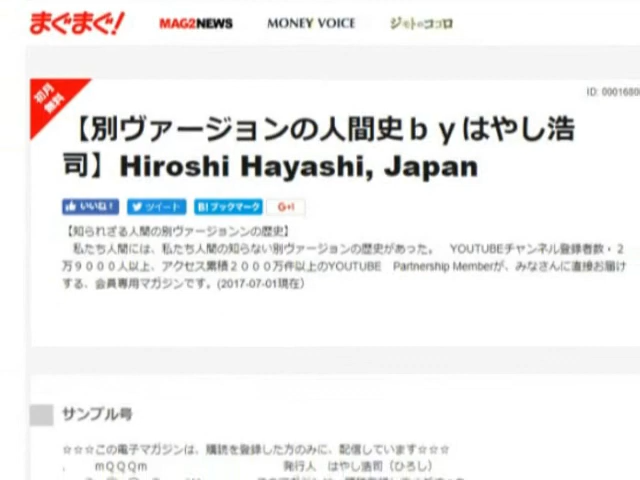 まぐまぐ! MAG2NEWS MONEY VOICE ジモトのココロ
初月
無料
ID: 0001680
【別ヴァージョンの人間史ｂｙはやし浩
司】Hiroshi Hayashi, Japan
いいね! ツイート B!ブックマーク G+1
【知られざる人間の別ヴァージョンンの歴史】
私たち人間には、私たち人間の知らない別ヴァージョンの歴史があった。 YOUTUBEチャンネル登録者数・２
万９０００人以上、アクセス累積２０００万件以上のYOUTUBE Partnership Memberが、みなさんに直接お届け
する、会員専用マガジンです。(2017-07-01現在)
サンプル号
☆☆☆この電子マガジンは、購読を登録した方のみに、配信しています☆☆☆
. ｍＱＱＱｍ 発行人 はやし浩司（ひろし）